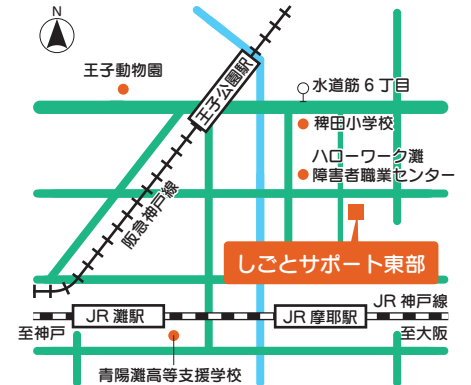 N
王子動物園
王子公園駅
水道筋6丁目
稗田小学校
ハローワーク灘
障害者職業センター
阪急神戸線
しごとサポート東部
JR 神戸線
JR 灘駅
JR 摩耶駅
至神戸
至大阪
青陽灘高等支援学校